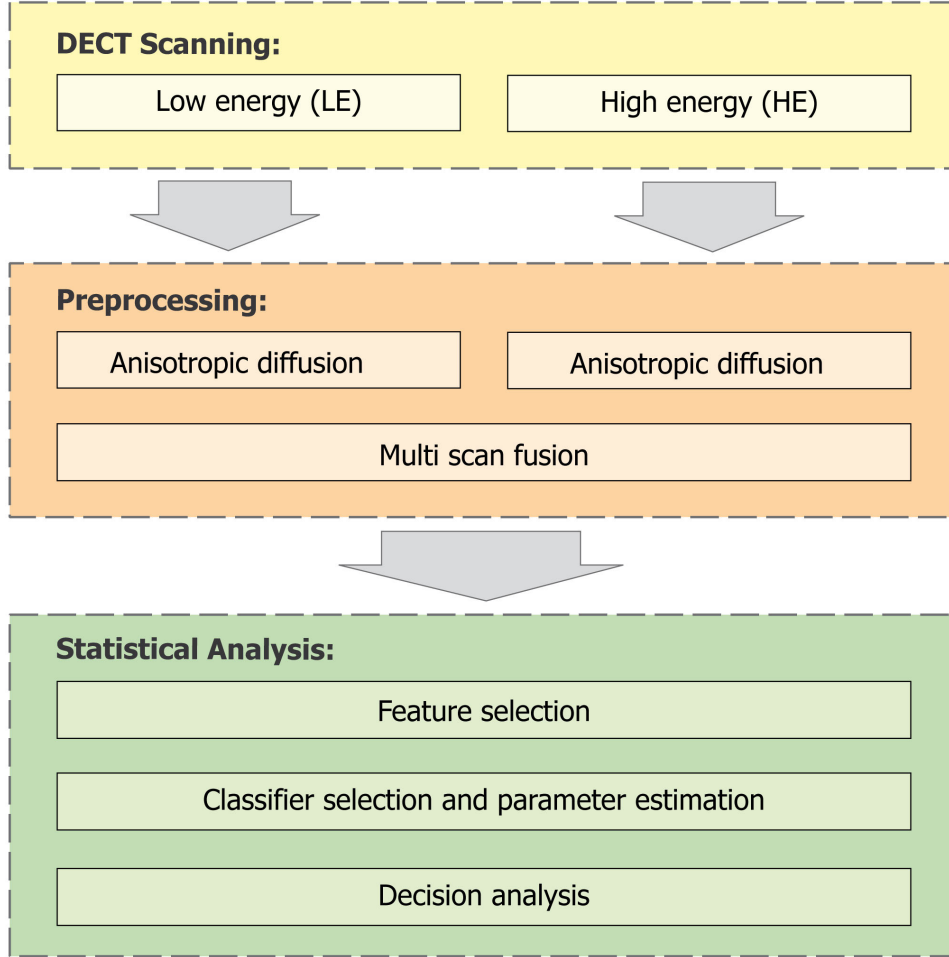 DECT Scanning:
Low energy (LE)
High energy (HE)
Preprocessing:
Anisotropic diffusion
Anisotropic diffusion
Multi scan fusion
Statistical Analysis:
Feature selection
Classifier selection and parameter estimation
Decision analysis